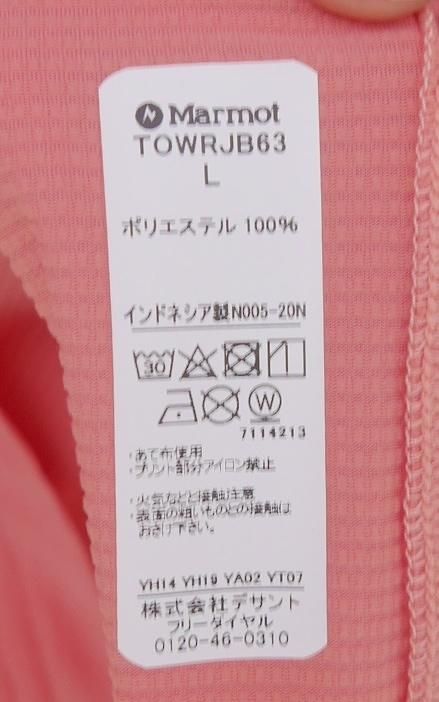 Marmot
TOWRJB63
L
ポリエステル 100%
インドネシア製N005-20N
30
W
7114213
・あて布使用
・プリント部分アイロン禁止
・火気などと接触注意
・表面の粗いものとの接触は
おさけ下さい。
YH14 YH19 YA02 YT07
株式会社デサント
フリーダイヤル
0120-46-0310